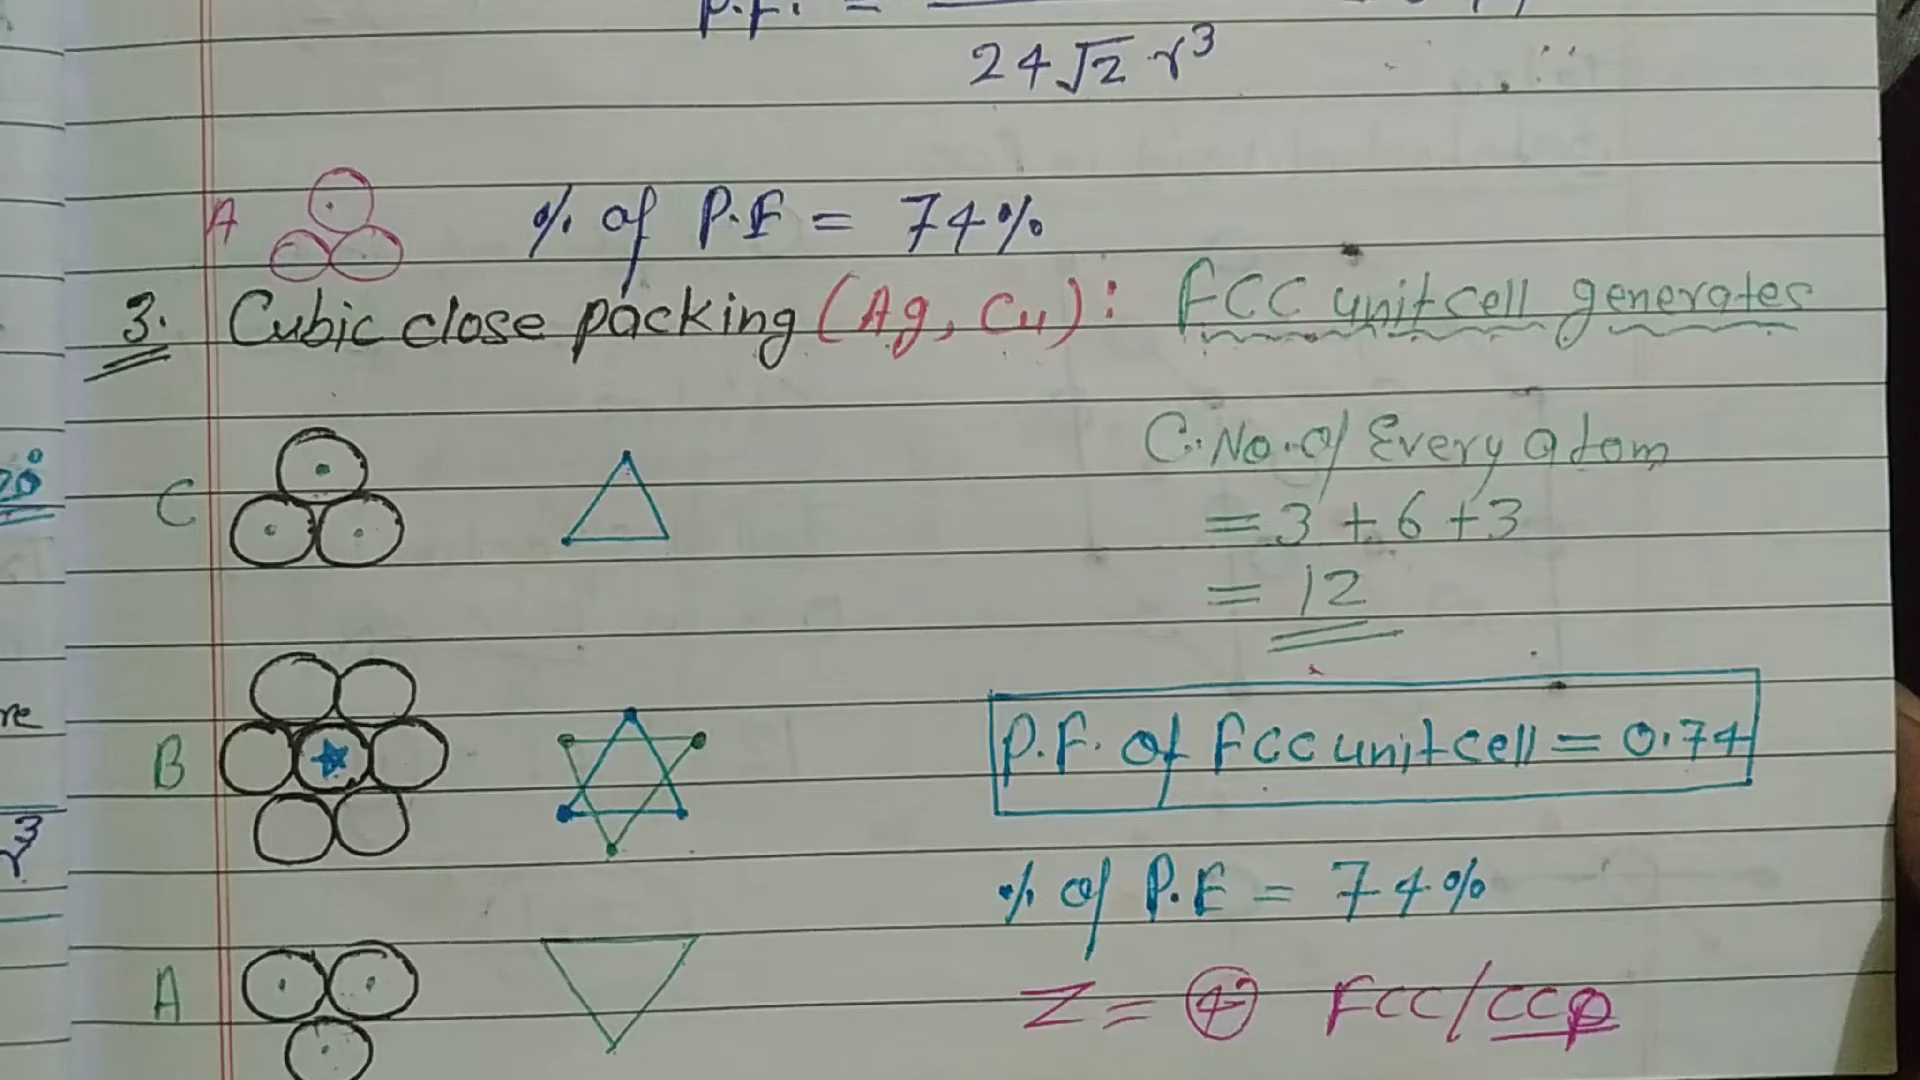 P.F. =
24√2 r³
A
% of P.F = 74%
3. Cubic close packing (Ag, Cu): FCC unit cell generates
C
C. No. of Every atom
= 3 + 6 + 3
= 12
B
P.F. of FCC unit cell = 0.74
% of P.E = 74%
A
Z = 4 FCC/CCP
r³